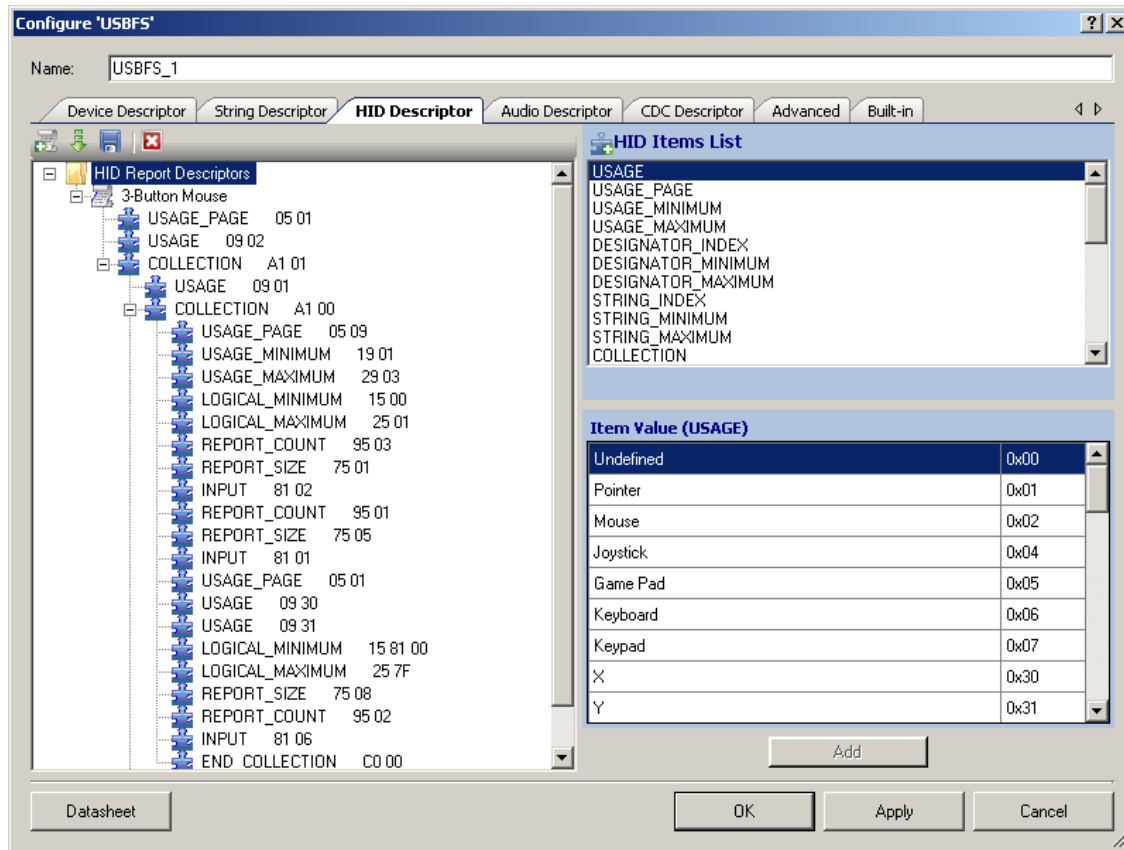 Configure 'USBFS'
Name: USBFS_1
Device Descriptor String Descriptor HID Descriptor Audio Descriptor CDC Descriptor Advanced Built-in
HID Report Descriptors
3-Button Mouse
USAGE_PAGE 05 01
USAGE 09 02
COLLECTION A1 01
USAGE 09 01
COLLECTION A1 00
USAGE_PAGE 05 09
USAGE_MINIMUM 19 01
USAGE_MAXIMUM 29 03
LOGICAL_MINIMUM 15 00
LOGICAL_MAXIMUM 25 01
REPORT_COUNT 95 03
REPORT_SIZE 75 01
INPUT 81 02
REPORT_COUNT 95 01
REPORT_SIZE 75 05
INPUT 81 01
USAGE_PAGE 05 01
USAGE 09 30
USAGE 09 31
LOGICAL_MINIMUM 15 81 00
LOGICAL_MAXIMUM 25 7F
REPORT_SIZE 75 08
REPORT_COUNT 95 02
INPUT 81 06
END_COLLECTION C0 00
HID Items List
USAGE
USAGE_PAGE
USAGE_MINIMUM
USAGE_MAXIMUM
DESIGNATOR_INDEX
DESIGNATOR_MINIMUM
DESIGNATOR_MAXIMUM
STRING_INDEX
STRING_MINIMUM
STRING_MAXIMUM
COLLECTION
Item Value (USAGE)
Undefined 0x00
Pointer 0x01
Mouse 0x02
Joystick 0x04
Game Pad 0x05
Keyboard 0x06
Keypad 0x07
X 0x30
Y 0x31
Add
Datasheet OK Apply Cancel